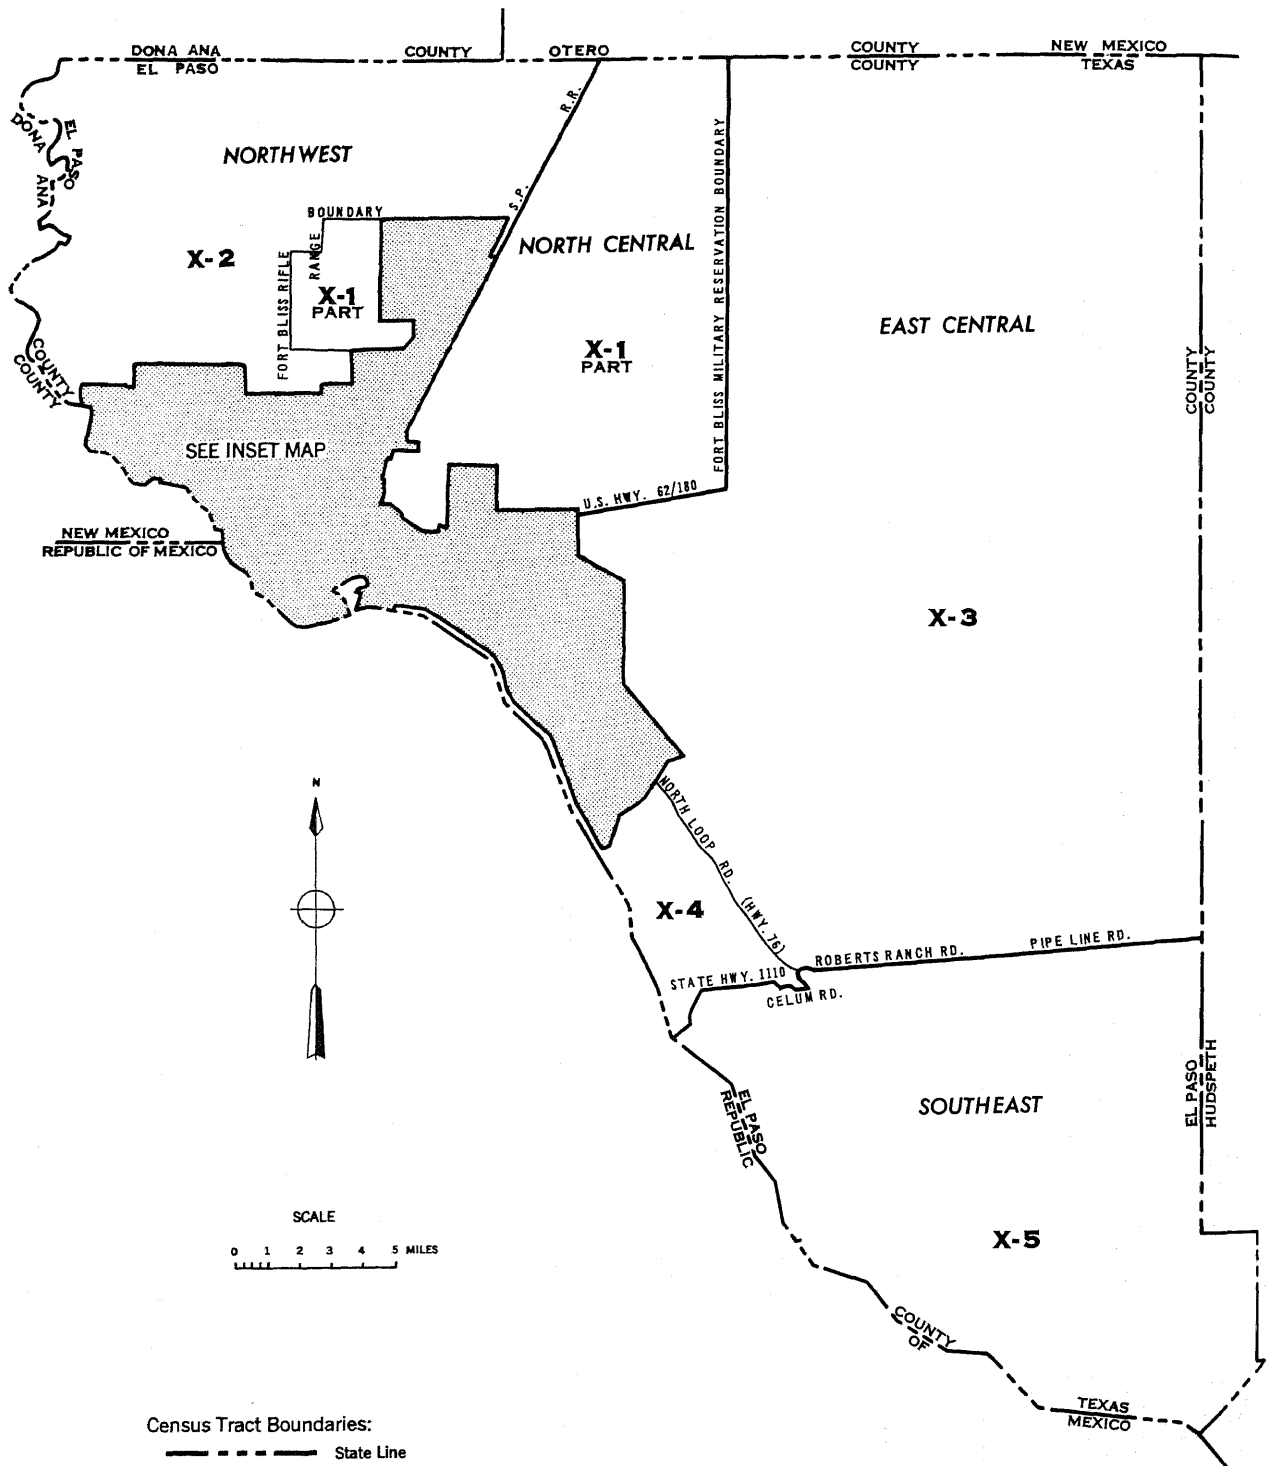 DONA ANA COUNTY OTERO COUNTY NEW MEXICO
EL PASO COUNTY TEXAS
DONA ANA
EL PASO
NORTHWEST
R.R.
S.P.
BOUNDARY
RANGE
FORT BLISS RIFLE
X-2
X-1
PART
NORTH CENTRAL
X-1
PART
FORT BLISS MILITARY RESERVATION BOUNDARY
EAST CENTRAL
COUNTY
COUNTY
COUNTY
COUNTY
SEE INSET MAP
U.S. HWY. 62/180
NEW MEXICO
REPUBLIC OF MEXICO
X-3
N
NORTH LOOP RD. (HWY. 76)
X-4
ROBERTS RANCH RD. PIPE LINE RD.
STATE HWY. 1110
CELUM RD.
EL PASO
HUDSPETH
EL PASO
REPUBLIC
SOUTHEAST
SCALE
0 1 2 3 4 5 MILES
X-5
COUNTY
OF
TEXAS
MEXICO
Census Tract Boundaries:
State Line